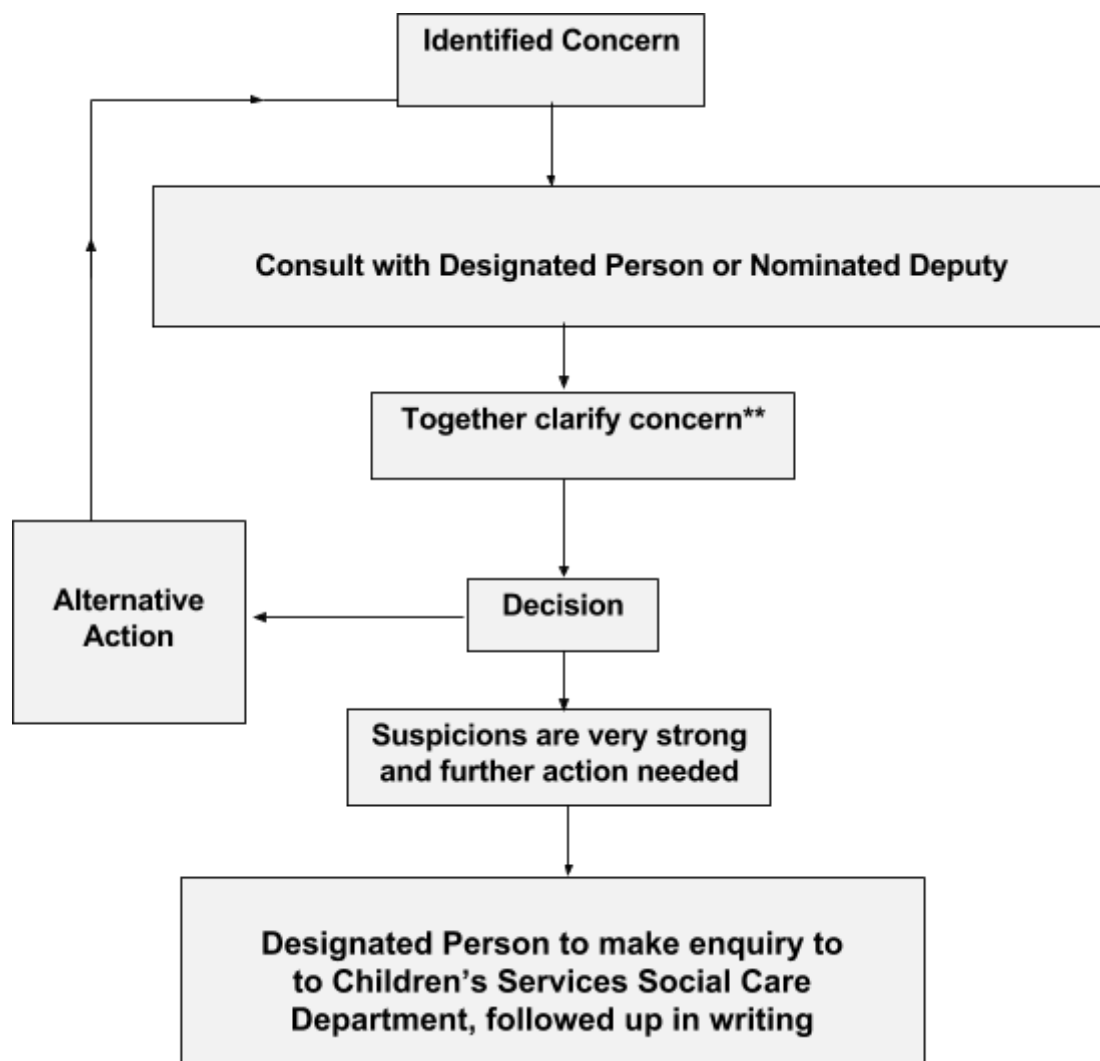 Identified Concern
Consult with Designated Person or Nominated Deputy
Together clarify concern**
Alternative
Action
Decision
Suspicions are very strong
and further action needed
Designated Person to make enquiry to
to Children’s Services Social Care
Department, followed up in writing